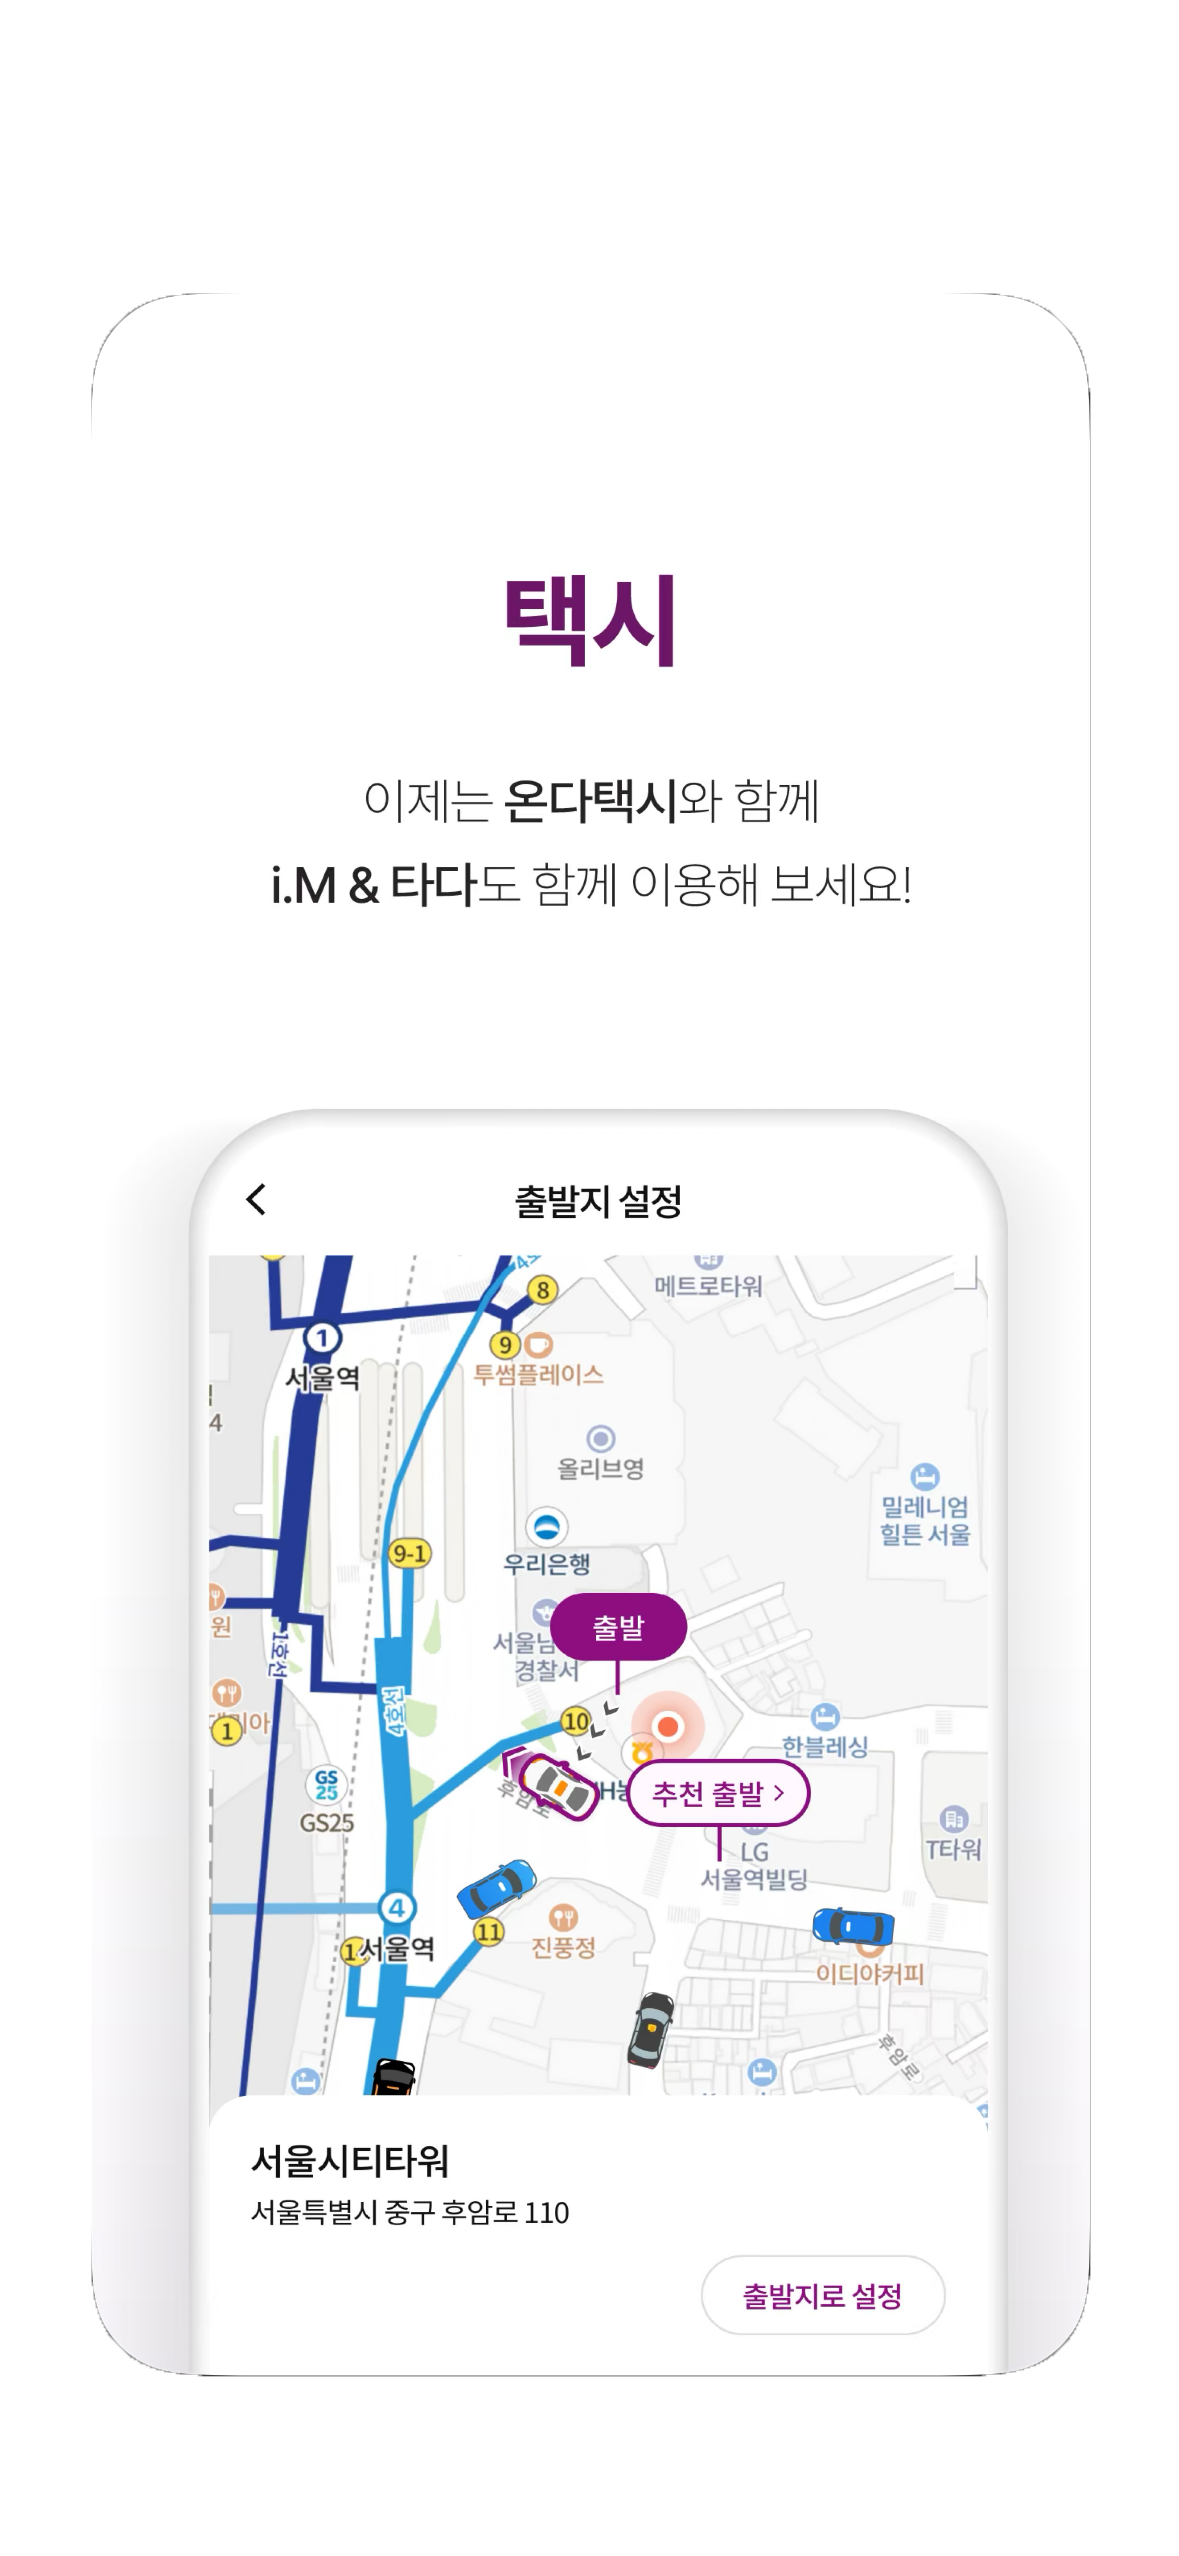 택시
이제는 온다택시와 함께
i.M & 타다도 함께 이용해 보세요!
출발지 설정
메트로타워
8
9
1
서울역
투썸플레이스
4
올리브영
밀레니엄
힐튼 서울
9-1
우리은행
원
출발
서울남
경찰서
1호선
4호선
10
1
한블레싱
GS
25
GS25
후암로
추천 출발 >
LG
서울역빌딩
T타워
4
11
서울역
진풍정
이디야커피
후암로
서울시티타워
서울특별시 중구 후암로 110
출발지로 설정